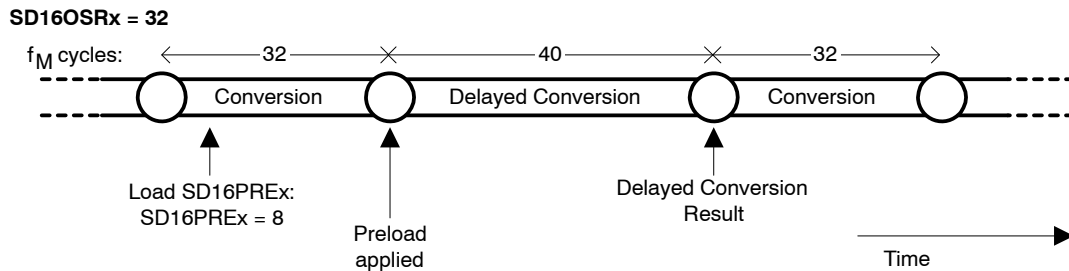 SD16OSRx = 32
fM cycles:
32
40
32
Conversion
Delayed Conversion
Conversion
Load SD16PREx:
SD16PREx = 8
Delayed Conversion
Result
Preload
applied
Time